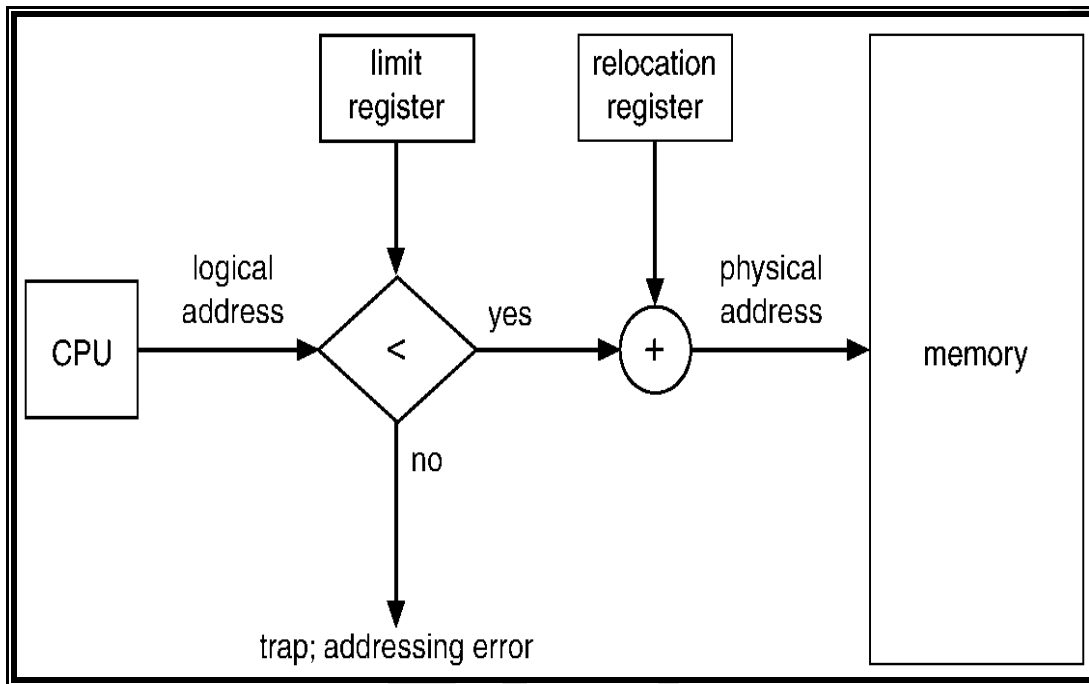 limit
register
relocation
register
logical
address
physical
address
CPU
<
yes
+
memory
no
trap; addressing error